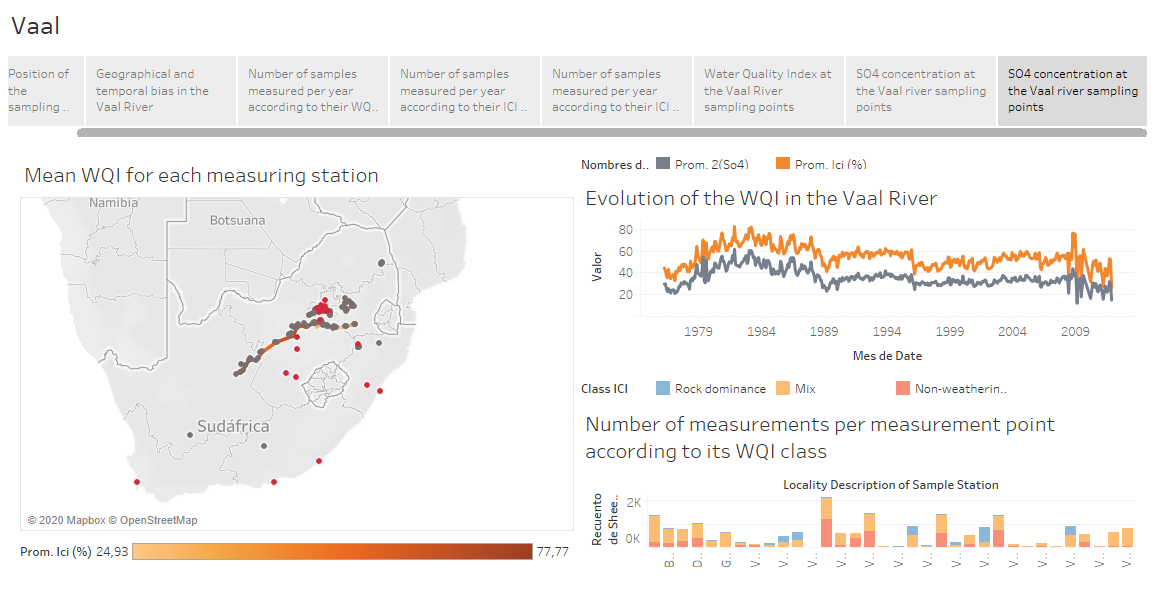 Vaal
Position of
the
sampling ..
Geographical and
temporal bias in the
Vaal River
Number of samples
measured per year
according to their WQ..
Number of samples
measured per year
according to their ICI ..
Number of samples
measured per year
according to their ICI ..
Water Quality Index at
the Vaal River
sampling points
SO4 concentration at
the Vaal river sampling
points
SO4 concentration at
the Vaal river sampling
points
Mean WQI for each measuring station
Namibia
Botsuana
Sudáfrica
© 2020 Mapbox © OpenStreetMap
Prom. Ici (%) 24,93
77,77
Nombres d.. Prom. 2(So4) Prom. Ici (%)
Evolution of the WQI in the Vaal River
Valor
80
60
40
20
1979 1984 1989 1994 1999 2004 2009
Mes de Date
Class ICI Rock dominance Mix Non-weatherin..
Number of measurements per measurement point
according to its WQI class
Locality Description of Sample Station
Recuento
de Shee..
2K
0K
B.. D.. G.. V.. V.. V.. V.. V.. V.. V.. V.. V.. V.. V.. V.. V.. V..